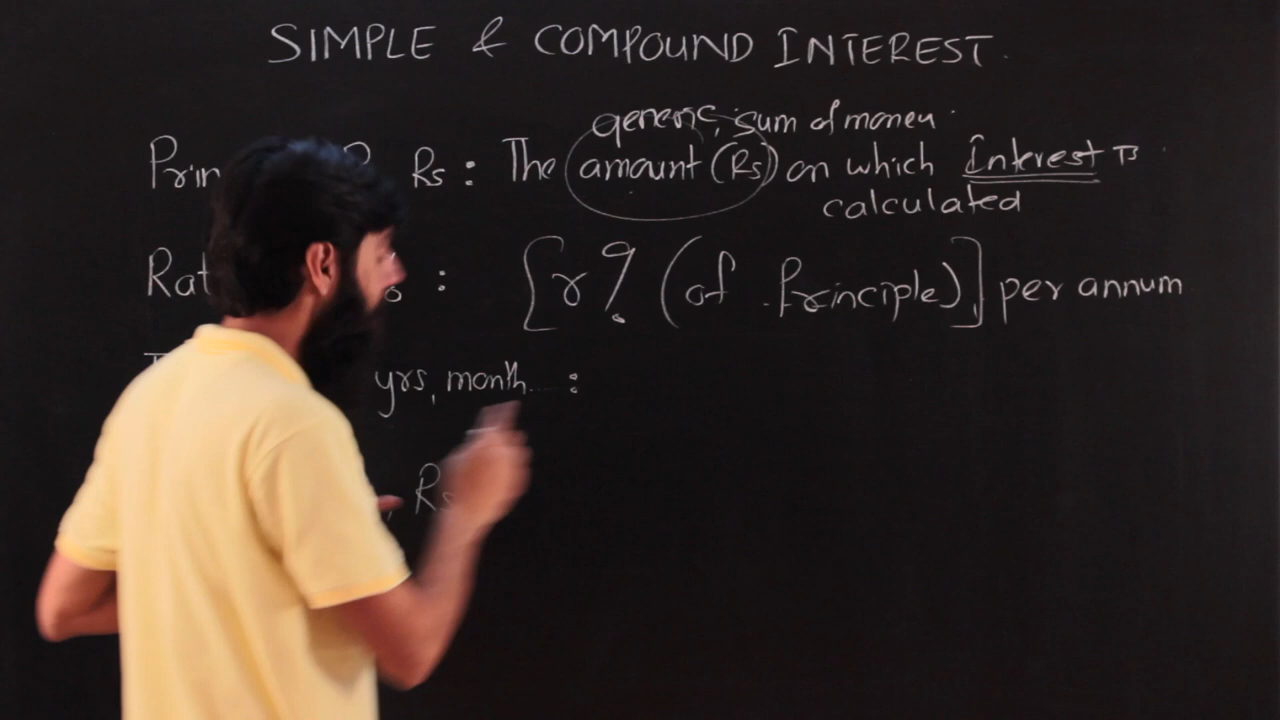 SIMPLE & COMPOUND INTEREST.
generic, sum of money.
Rs : The amount (Rs) on which Interest is
calculated
: [r% (of Principle)] per annum
yrs, month... :
Rs